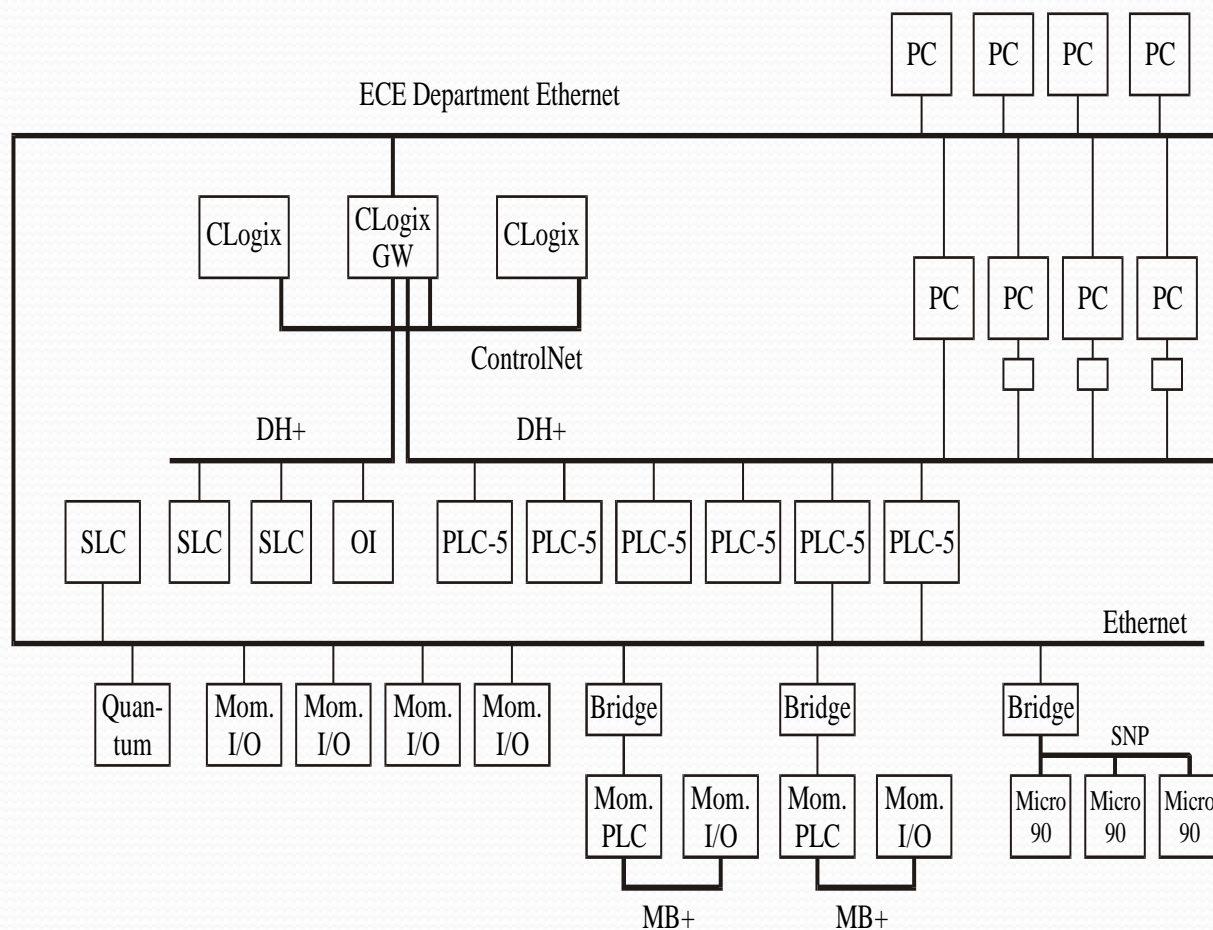 PC PC PC PC
ECE Department Ethernet
CLogix
CLogix
GW
CLogix
PC PC PC PC
ControlNet
DH+ DH+
SLC SLC SLC OI PLC-5 PLC-5 PLC-5 PLC-5 PLC-5 PLC-5
Ethernet
Quan-
tum
Mom.
I/O
Mom.
I/O
Mom.
I/O
Mom.
I/O
Bridge Bridge Bridge
SNP
Mom.
PLC
Mom.
I/O
Mom.
PLC
Mom.
I/O
Micro
90
Micro
90
Micro
90
MB+ MB+